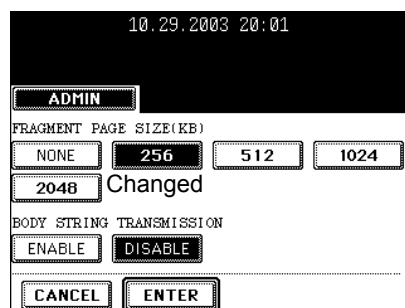 10.29.2003 20:01
ADMIN
FRAGMENT PAGE SIZE(KB)
NONE 256 512 1024
2048 Changed
BODY STRING TRANSMISSION
ENABLE DISABLE
CANCEL ENTER